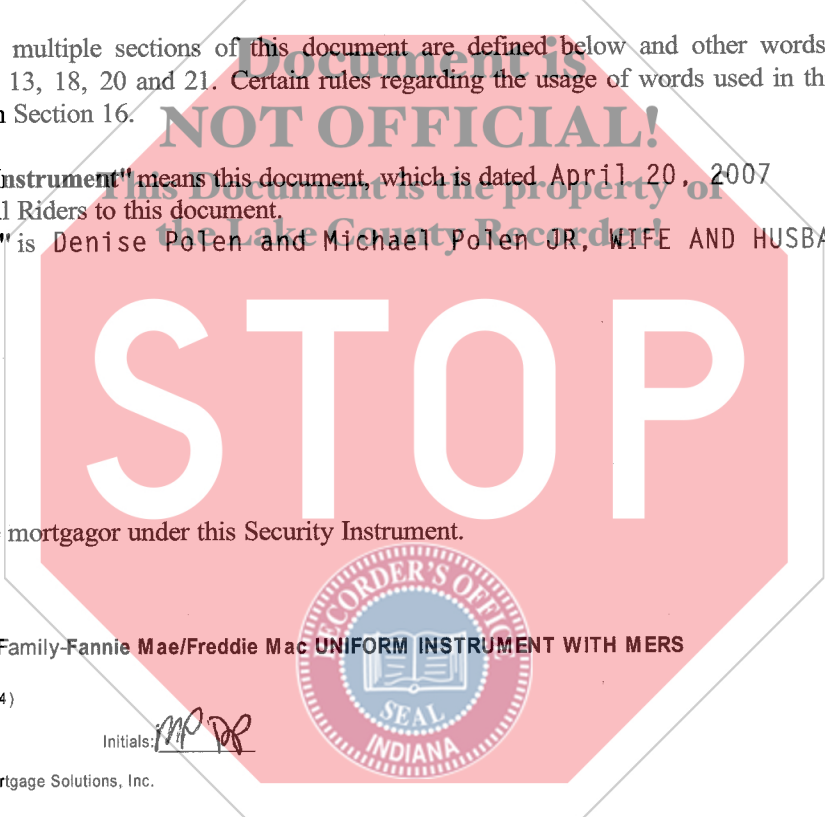 multiple sections of this document are defined below and other words
Document is
13, 18, 20 and 21. Certain rules regarding the usage of words used in th
n Section 16.
NOT OFFICIAL!
nstrument" means this document, which is dated April 20, 2007
This Document is the property of
l Riders to this document.
the Lake County Recorder!
" is Denise Polen and Michael Polen JR, WIFE AND HUSBA
STOP
mortgagor under this Security Instrument.
RECORDER'S OFFICE
Family-Fannie Mae/Freddie Mac UNIFORM INSTRUMENT WITH MERS
4)
SEAL
Initials: MP DP
INDIANA
rtgage Solutions, Inc.